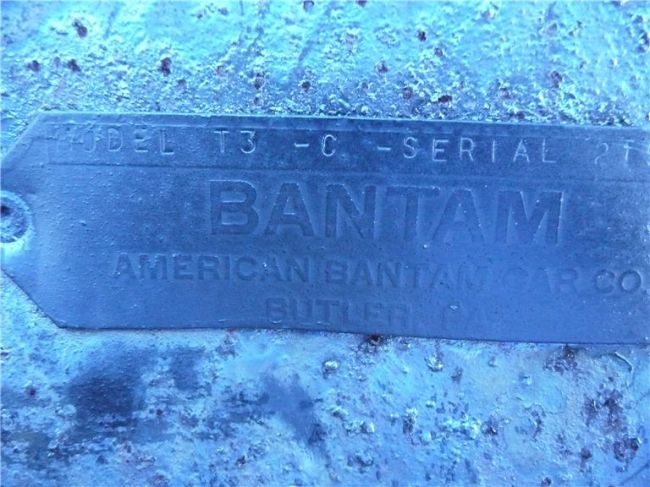 MODEL T3 -C -SERIAL 2T
BANTAM
AMERICAN BANTAM CAR CO.
BUTLER PA